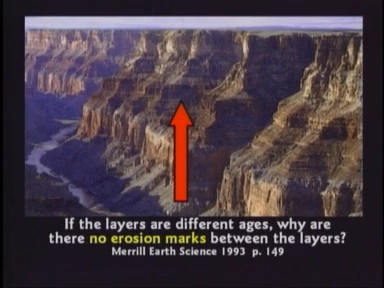 If the layers are different ages, why are
there no erosion marks between the layers?
Merrill Earth Science 1993 p. 149